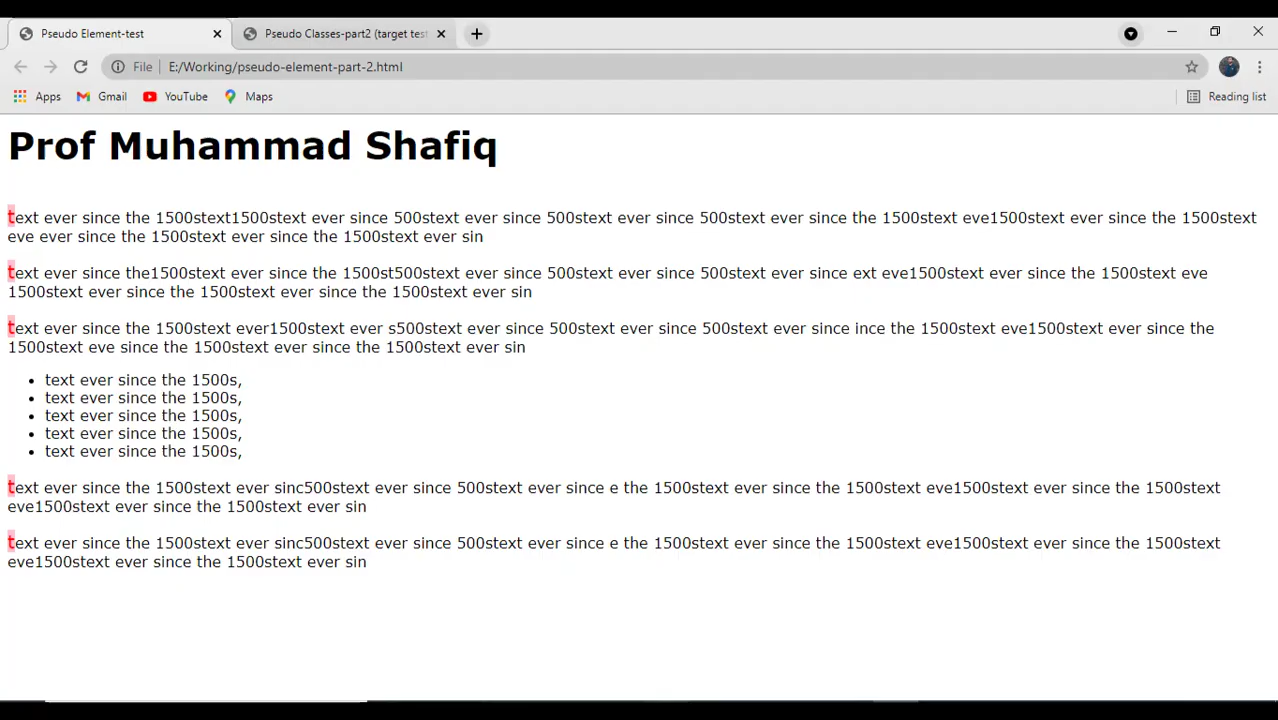 Pseudo Element-test
Pseudo Classes-part2 (target test
File
E:/Working/pseudo-element-part-2.html
Apps
Gmail
YouTube
Maps
Reading list
Prof Muhammad Shafiq
text ever since the 1500stext1500stext ever since 500stext ever since 500stext ever since 500stext ever since the 1500stext eve1500stext ever since the 1500stext
eve ever since the 1500stext ever since the 1500stext ever sin
text ever since the1500stext ever since the 1500st500stext ever since 500stext ever since 500stext ever since ext eve1500stext ever since the 1500stext eve
1500stext ever since the 1500stext ever since the 1500stext ever sin
text ever since the 1500stext ever1500stext ever s500stext ever since 500stext ever since 500stext ever since ince the 1500stext eve1500stext ever since the
1500stext eve since the 1500stext ever since the 1500stext ever sin
• text ever since the 1500s,
• text ever since the 1500s,
• text ever since the 1500s,
• text ever since the 1500s,
• text ever since the 1500s,
text ever since the 1500stext ever sinc500stext ever since 500stext ever since e the 1500stext ever since the 1500stext eve1500stext ever since the 1500stext
eve1500stext ever since the 1500stext ever sin
text ever since the 1500stext ever sinc500stext ever since 500stext ever since e the 1500stext ever since the 1500stext eve1500stext ever since the 1500stext
eve1500stext ever since the 1500stext ever sin